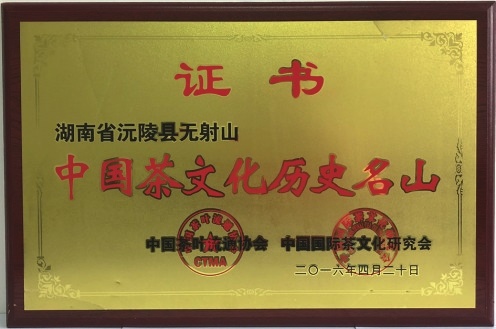 证书
湖南省沅陵县无射山
中国茶文化历史名山
中国茶叶流通协会 中国国际茶文化研究会
CTMA
二〇一六年四月二十日